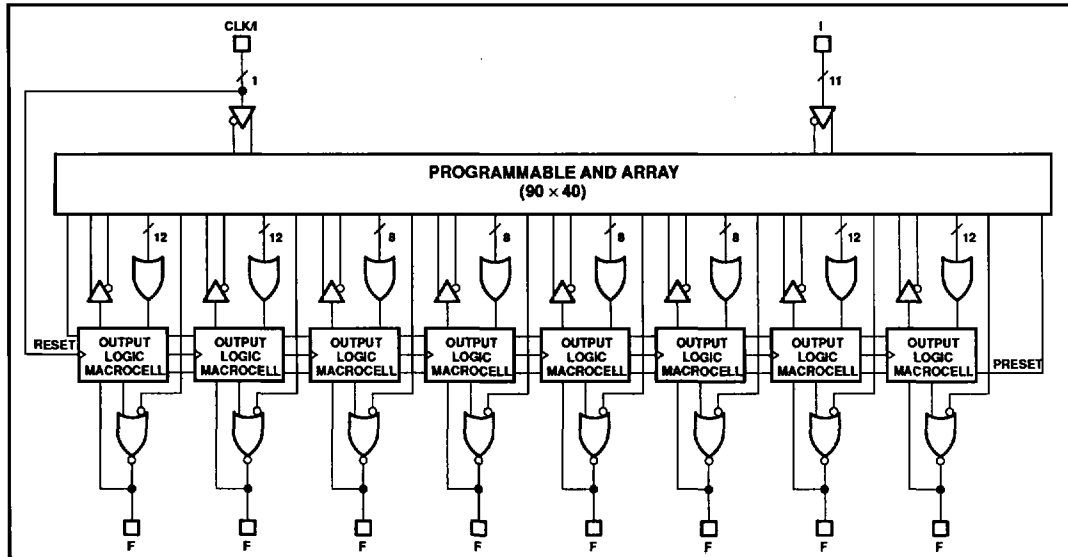 CLK/I I
1 11
PROGRAMMABLE AND ARRAY
(90 × 40)
12 12 8 8 8 8 12 12
RESET
OUTPUT LOGIC MACROCELL
OUTPUT LOGIC MACROCELL
OUTPUT LOGIC MACROCELL
OUTPUT LOGIC MACROCELL
OUTPUT LOGIC MACROCELL
OUTPUT LOGIC MACROCELL
OUTPUT LOGIC MACROCELL
OUTPUT LOGIC MACROCELL
PRESET
F F F F F F F F